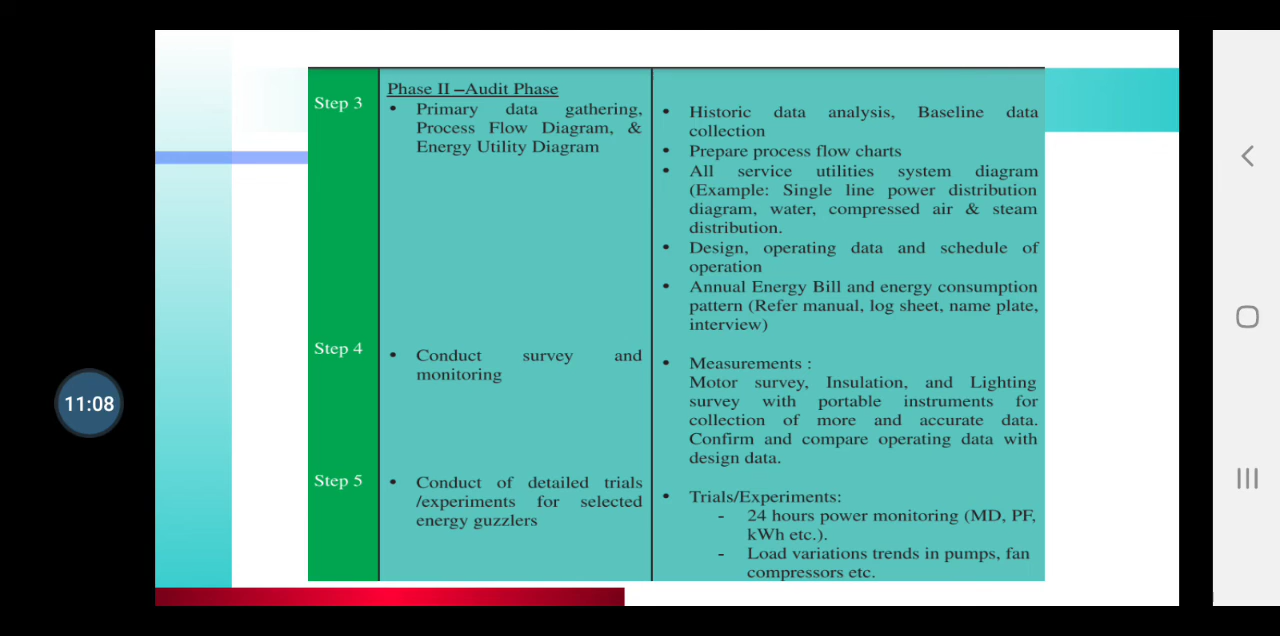 Step 3
Phase II –Audit Phase
• Primary data gathering,
Process Flow Diagram, &
Energy Utility Diagram
• Historic data analysis, Baseline data
collection
• Prepare process flow charts
• All service utilities system diagram
(Example: Single line power distribution
diagram, water, compressed air & steam
distribution.
• Design, operating data and schedule of
operation
• Annual Energy Bill and energy consumption
pattern (Refer manual, log sheet, name plate,
interview)
Step 4
• Conduct survey and
monitoring
• Measurements :
Motor survey, Insulation, and Lighting
survey with portable instruments for
collection of more and accurate data.
Confirm and compare operating data with
design data.
11:08
Step 5
• Conduct of detailed trials
/experiments for selected
energy guzzlers
• Trials/Experiments:
- 24 hours power monitoring (MD, PF,
kWh etc.).
- Load variations trends in pumps, fan
compressors etc.